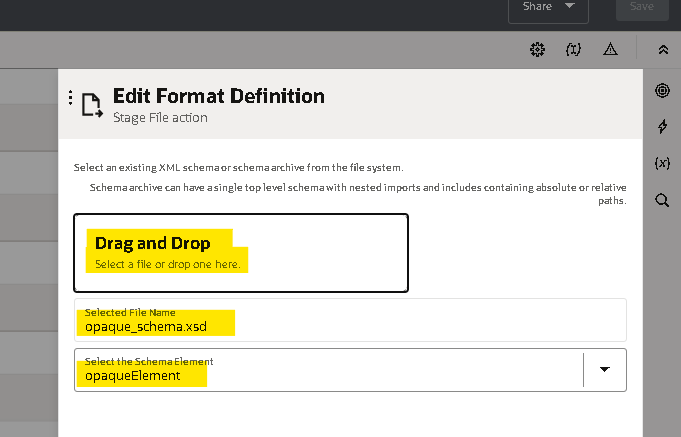 Share
Save
Edit Format Definition
Stage File action
Select an existing XML schema or schema archive from the file system.
Schema archive can have a single top level schema with nested imports and includes containing absolute or relative
paths.
Drag and Drop
Select a file or drop one here.
Selected File Name
opaque_schema.xsd
Select the Schema Element
opaqueElement